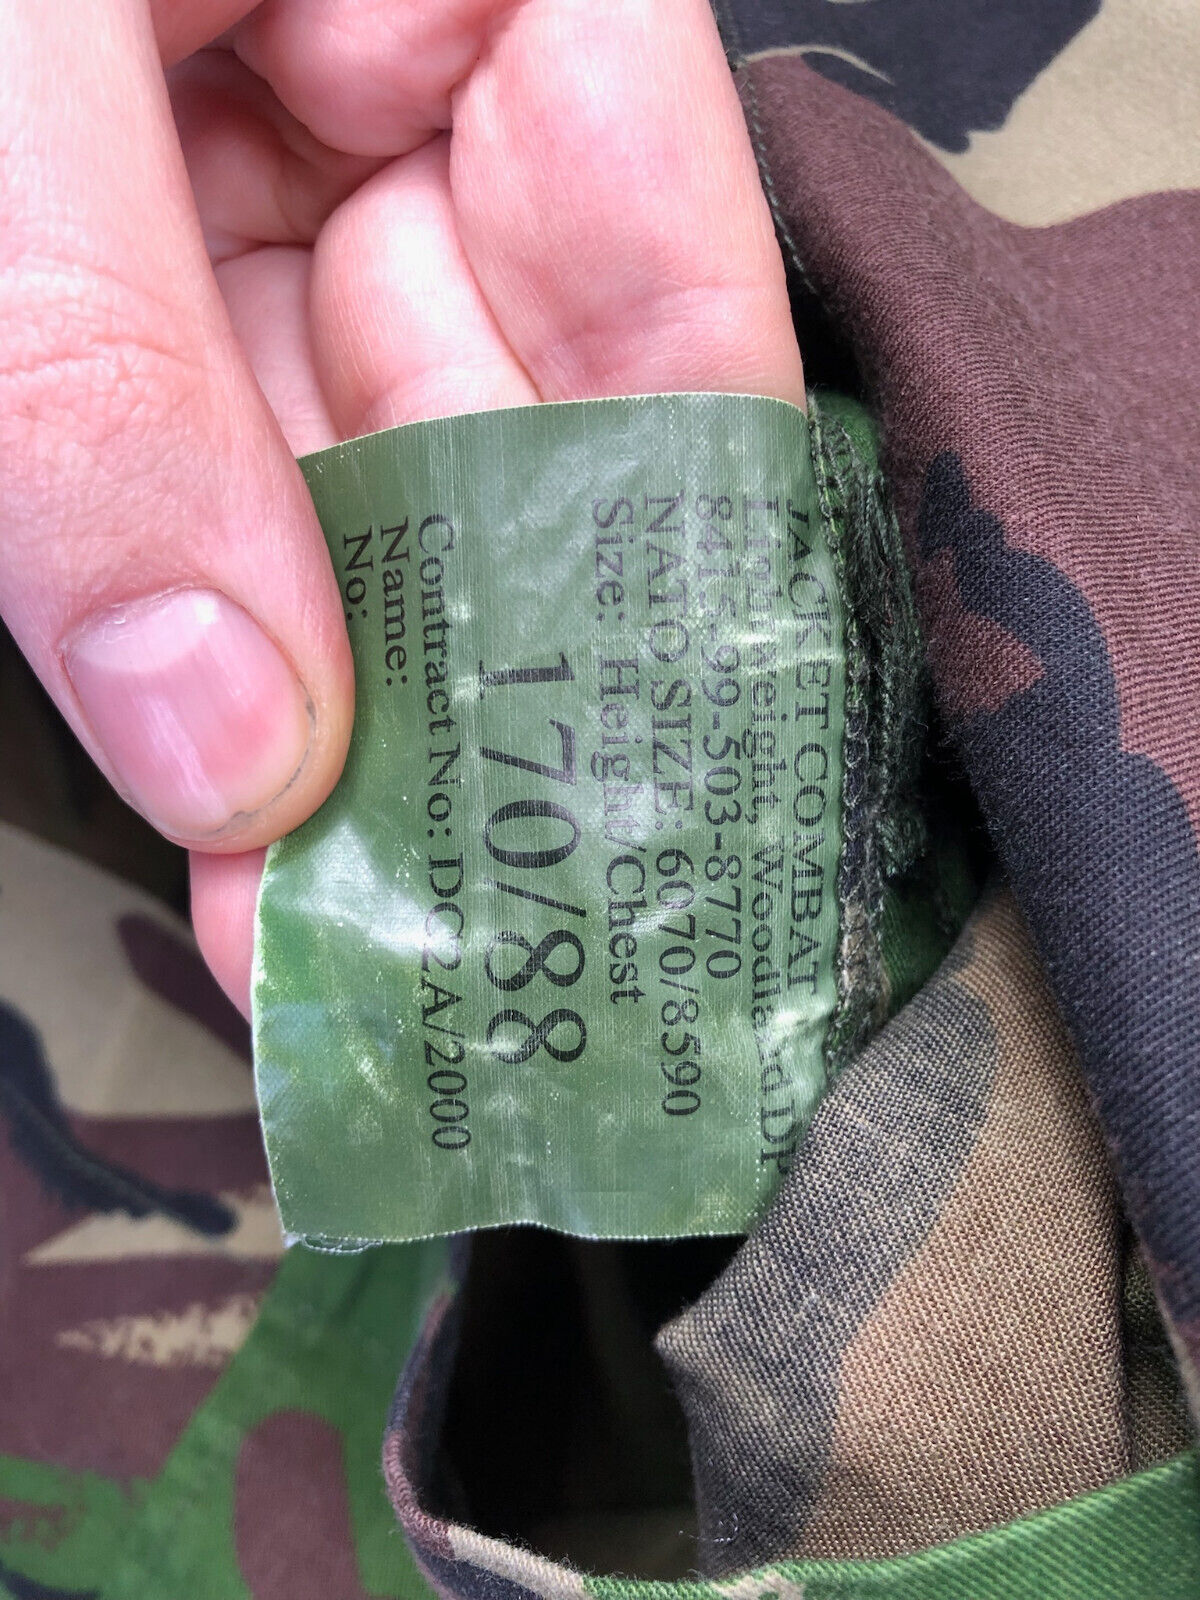 JACKET COMBAT
Lightweight, Woodland DP
8415-99-503-8770
NATO SIZE: 6070/8590
Size: Height/Chest
170/88
Contract No: DC2A/2000
Name:
No: